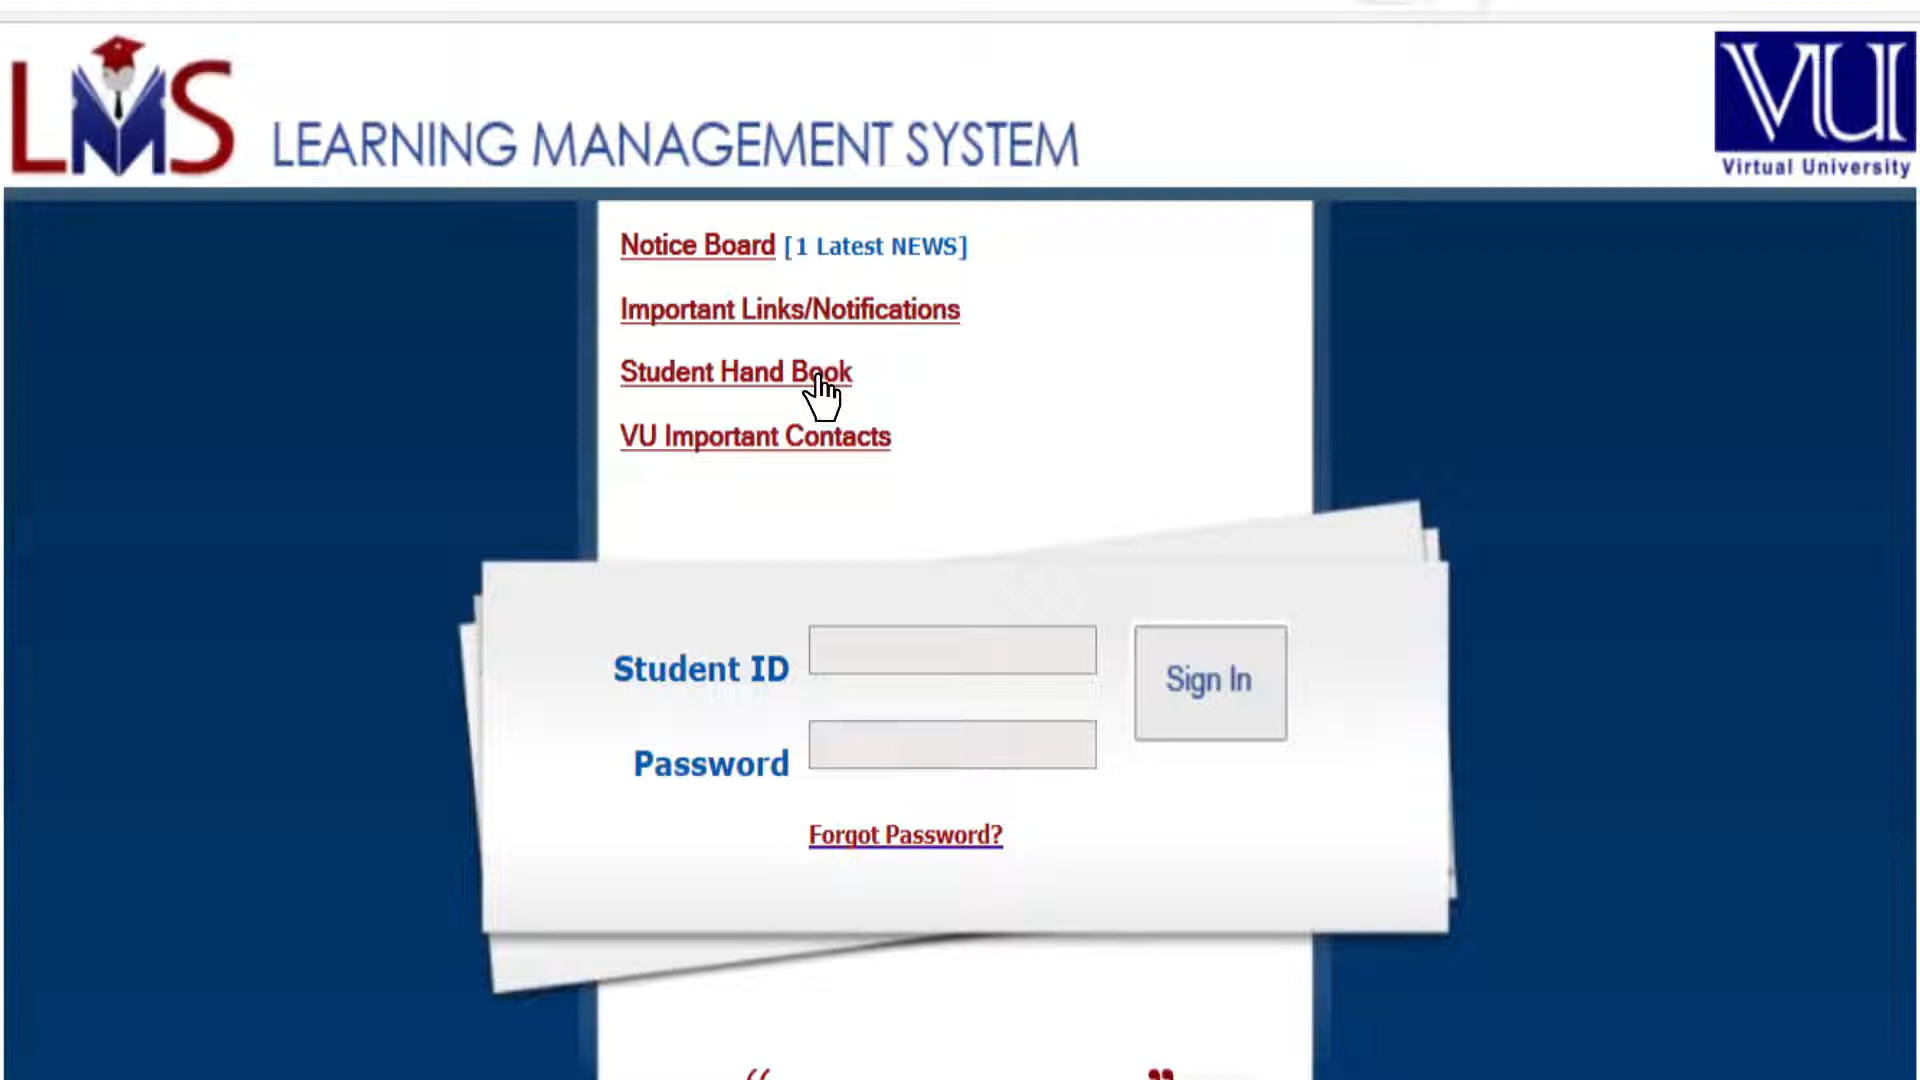 LMS
LEARNING MANAGEMENT SYSTEM
VU
Virtual University
Notice Board [1 Latest NEWS]
Important Links/Notifications
Student Hand Book
VU Important Contacts
Student ID
Sign In
Password
Forgot Password?
“ ”